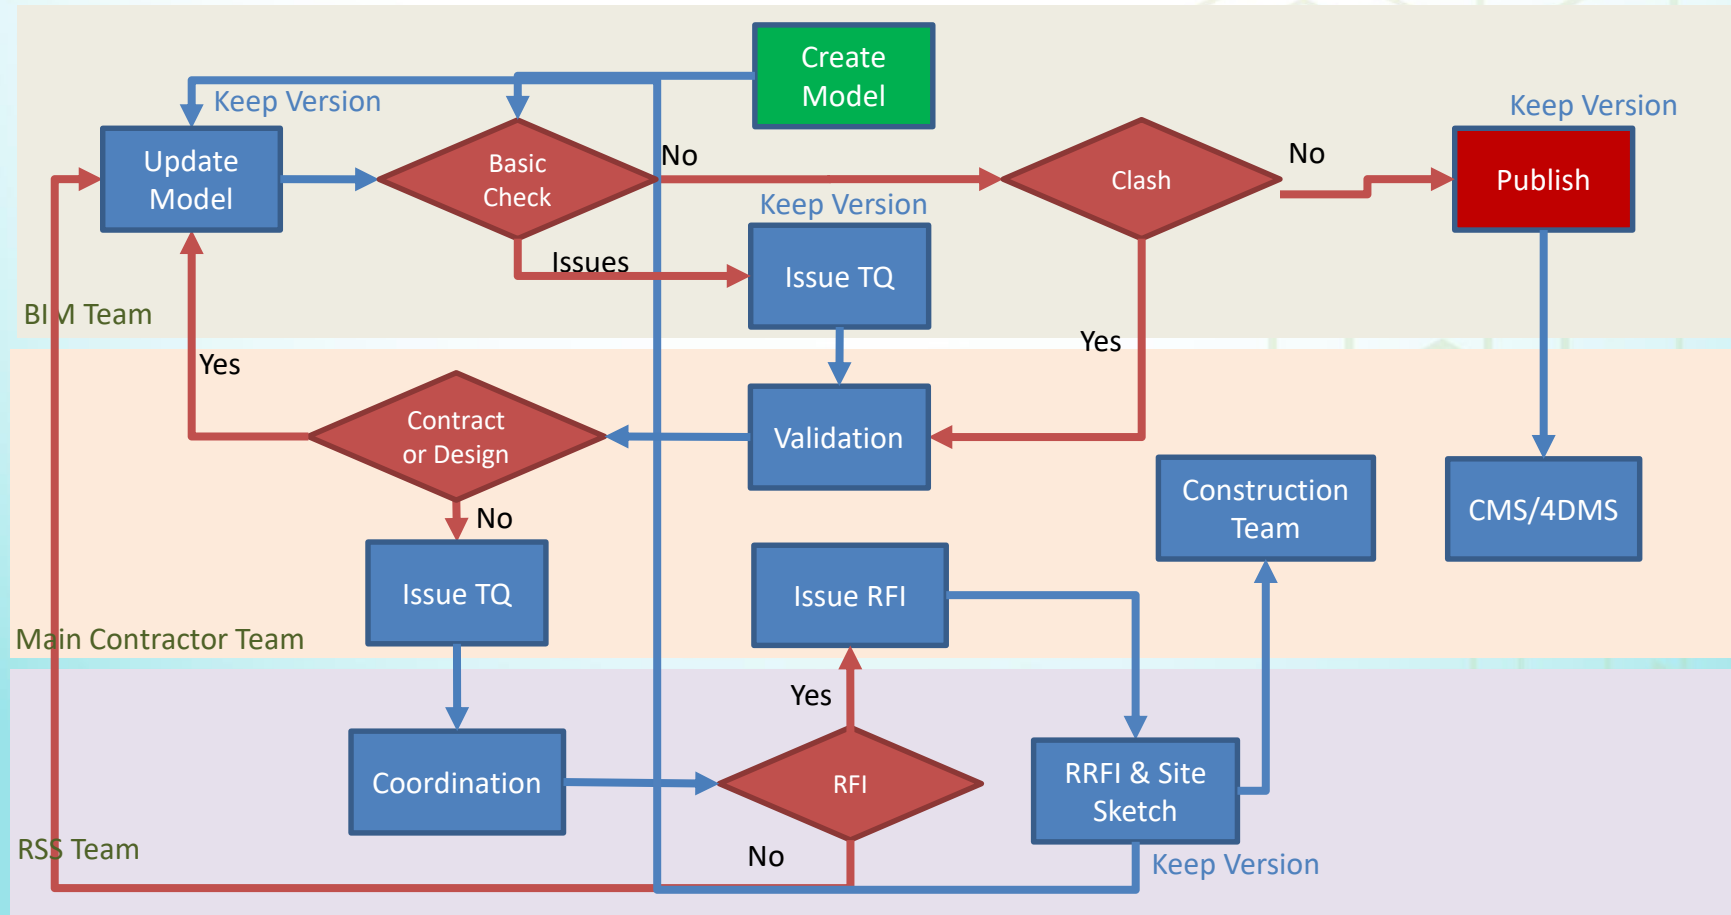 Create
Model
Keep Version
Keep Version
Update
Model
Basic
Check
No
Clash
No
Publish
Keep Version
Issues
Issue TQ
BIM Team
Yes
Yes
Contract
or Design
Validation
Construction
Team
CMS/4DMS
No
Issue TQ
Issue RFI
Main Contractor Team
Yes
Coordination
RFI
RRFI & Site
Sketch
RSS Team
No
Keep Version